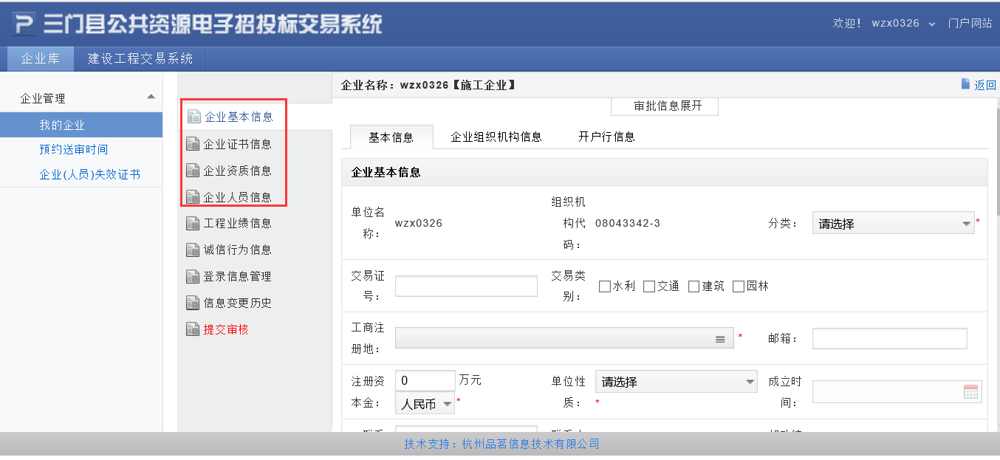 三门县公共资源电子招投标交易系统
欢迎！ wzx0326 门户网站
企业库 建设工程交易系统
企业管理
我的企业
预约送审时间
企业(人员)失效证书
企业基本信息
企业证书信息
企业资质信息
企业人员信息
工程业绩信息
诚信行为信息
登录信息管理
信息变更历史
提交审核
企业名称：wzx0326【施工企业】 返回
审批信息展开
基本信息 企业组织机构信息 开户行信息
企业基本信息
单位名称： wzx0326 组织机构代码： 08043342-3 分类： 请选择 *
交易证号： 交易类别： 水利 交通 建筑 园林
工商注册地： * 邮箱：
注册资本金： 0 万元 人民币 * 单位性质： 请选择 * 成立时间：
技术支持：杭州品茗信息技术有限公司